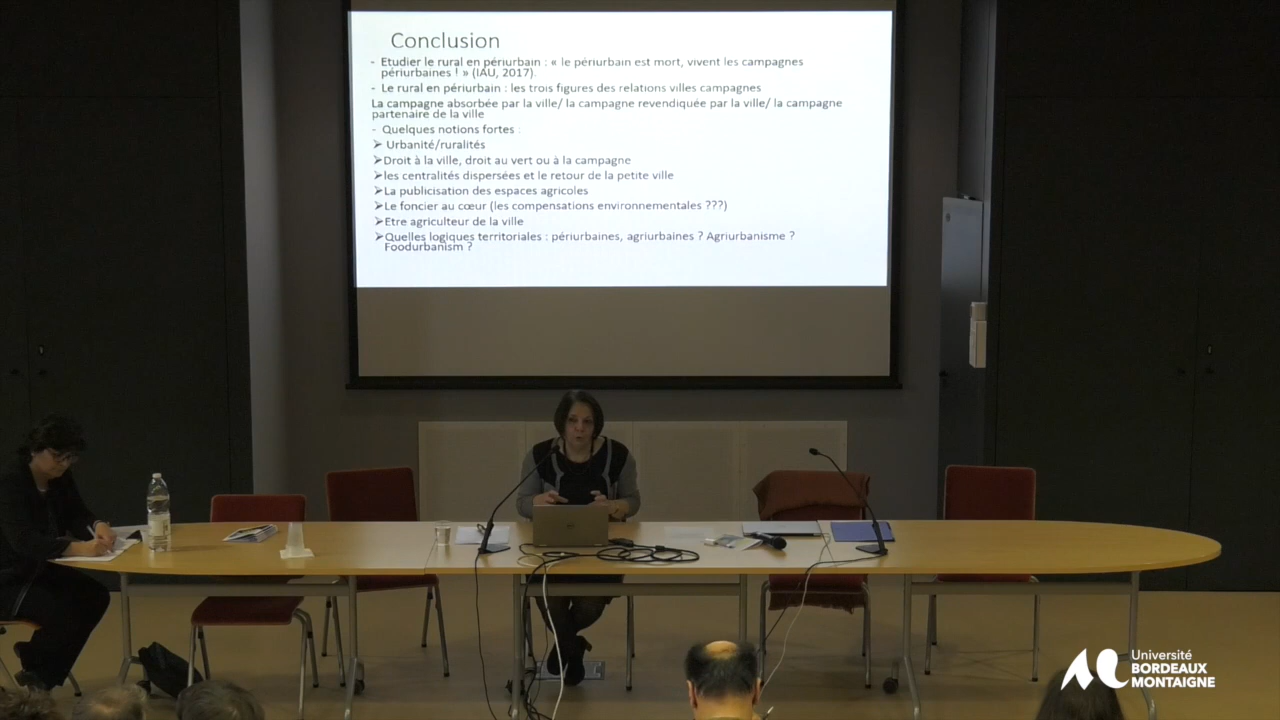 Conclusion
- Etudier le rural en périurbain : « le périurbain est mort, vivent les campagnes
périurbaines ! » (IAU, 2017).
- Le rural en périurbain : les trois figures des relations villes campagnes
La campagne absorbée par la ville/ la campagne revendiquée par la ville/ la campagne
partenaire de la ville
- Quelques notions fortes :
➢ Urbanité/ruralités
➢Droit à la ville, droit au vert ou à la campagne
➢les centralités dispersées et le retour de la petite ville
➢La publicisation des espaces agricoles
➢Le foncier au cœur (les compensations environnementales ???)
➢Etre agriculteur de la ville
➢Quelles logiques territoriales : périurbaines, agriurbaines ? Agriurbanisme ?
Foodurbanism ?
Université
BORDEAUX
MONTAIGNE